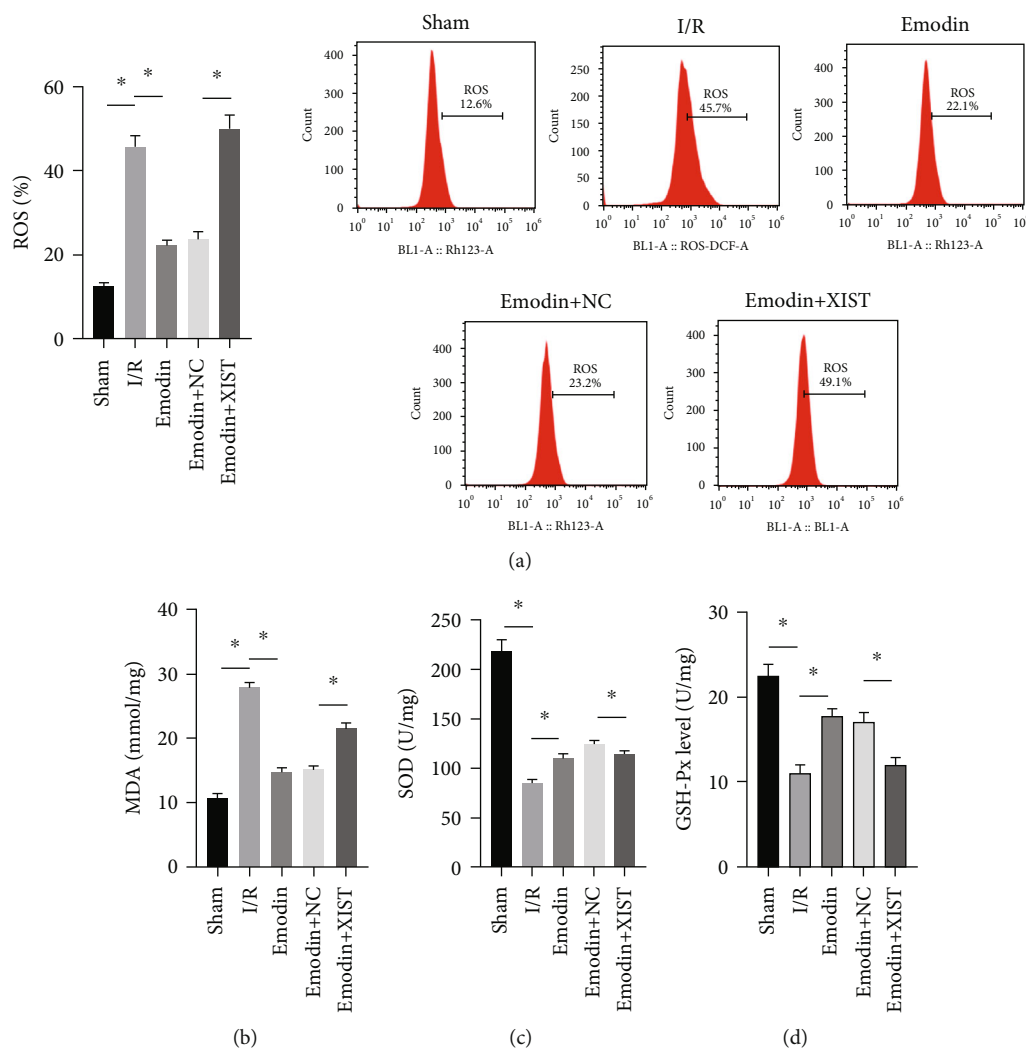 ROS (%)
60
40
20
0
* * *
Sham
I/R
Emodin
Emodin+NC
Emodin+XIST
Sham
Count
400
300
200
100
0
ROS
12.6%
10^0 10^1 10^2 10^3 10^4 10^5 10^6
BL1-A :: Rh123-A
I/R
Count
250
200
150
100
50
0
ROS
45.7%
10^0 10^1 10^2 10^3 10^4 10^5 10^6
BL1-A :: ROS-DCF-A
Emodin
Count
400
300
200
100
0
ROS
22.1%
10^0 10^1 10^2 10^3 10^4 10^5 10^6
BL1-A :: Rh123-A
Emodin+NC
Count
400
300
200
100
0
ROS
23.2%
10^0 10^1 10^2 10^3 10^4 10^5 10^6
BL1-A :: Rh123-A
Emodin+XIST
Count
400
300
200
100
0
ROS
49.1%
10^0 10^1 10^2 10^3 10^4 10^5 10^6
BL1-A :: BL1-A
(a)
MDA (mmol/mg)
40
30
20
10
0
* * *
Sham
I/R
Emodin
Emodin+NC
Emodin+XIST
(b)
SOD (U/mg)
250
200
150
100
50
0
* * *
Sham
I/R
Emodin
Emodin+NC
Emodin+XIST
(c)
GSH-Px level (U/mg)
30
20
10
0
* * *
Sham
I/R
Emodin
Emodin+NC
Emodin+XIST
(d)